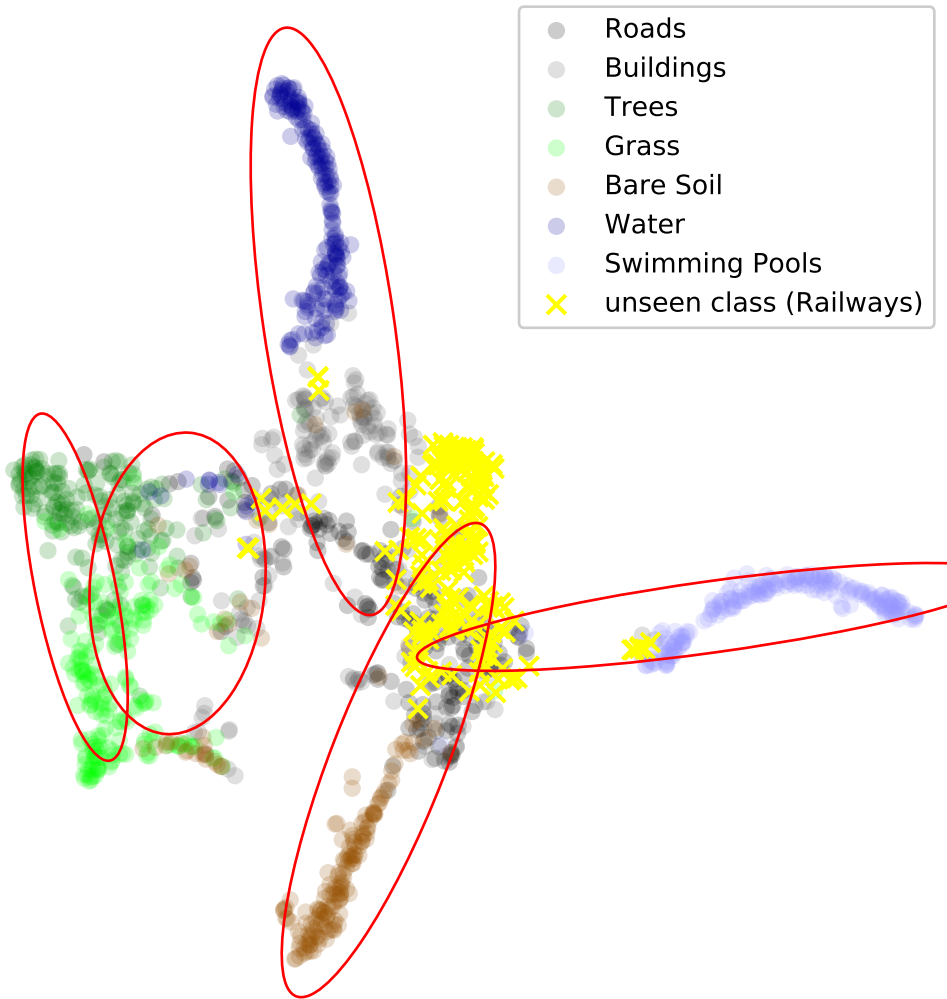 Roads
Buildings
Trees
Grass
Bare Soil
Water
Swimming Pools
unseen class (Railways)